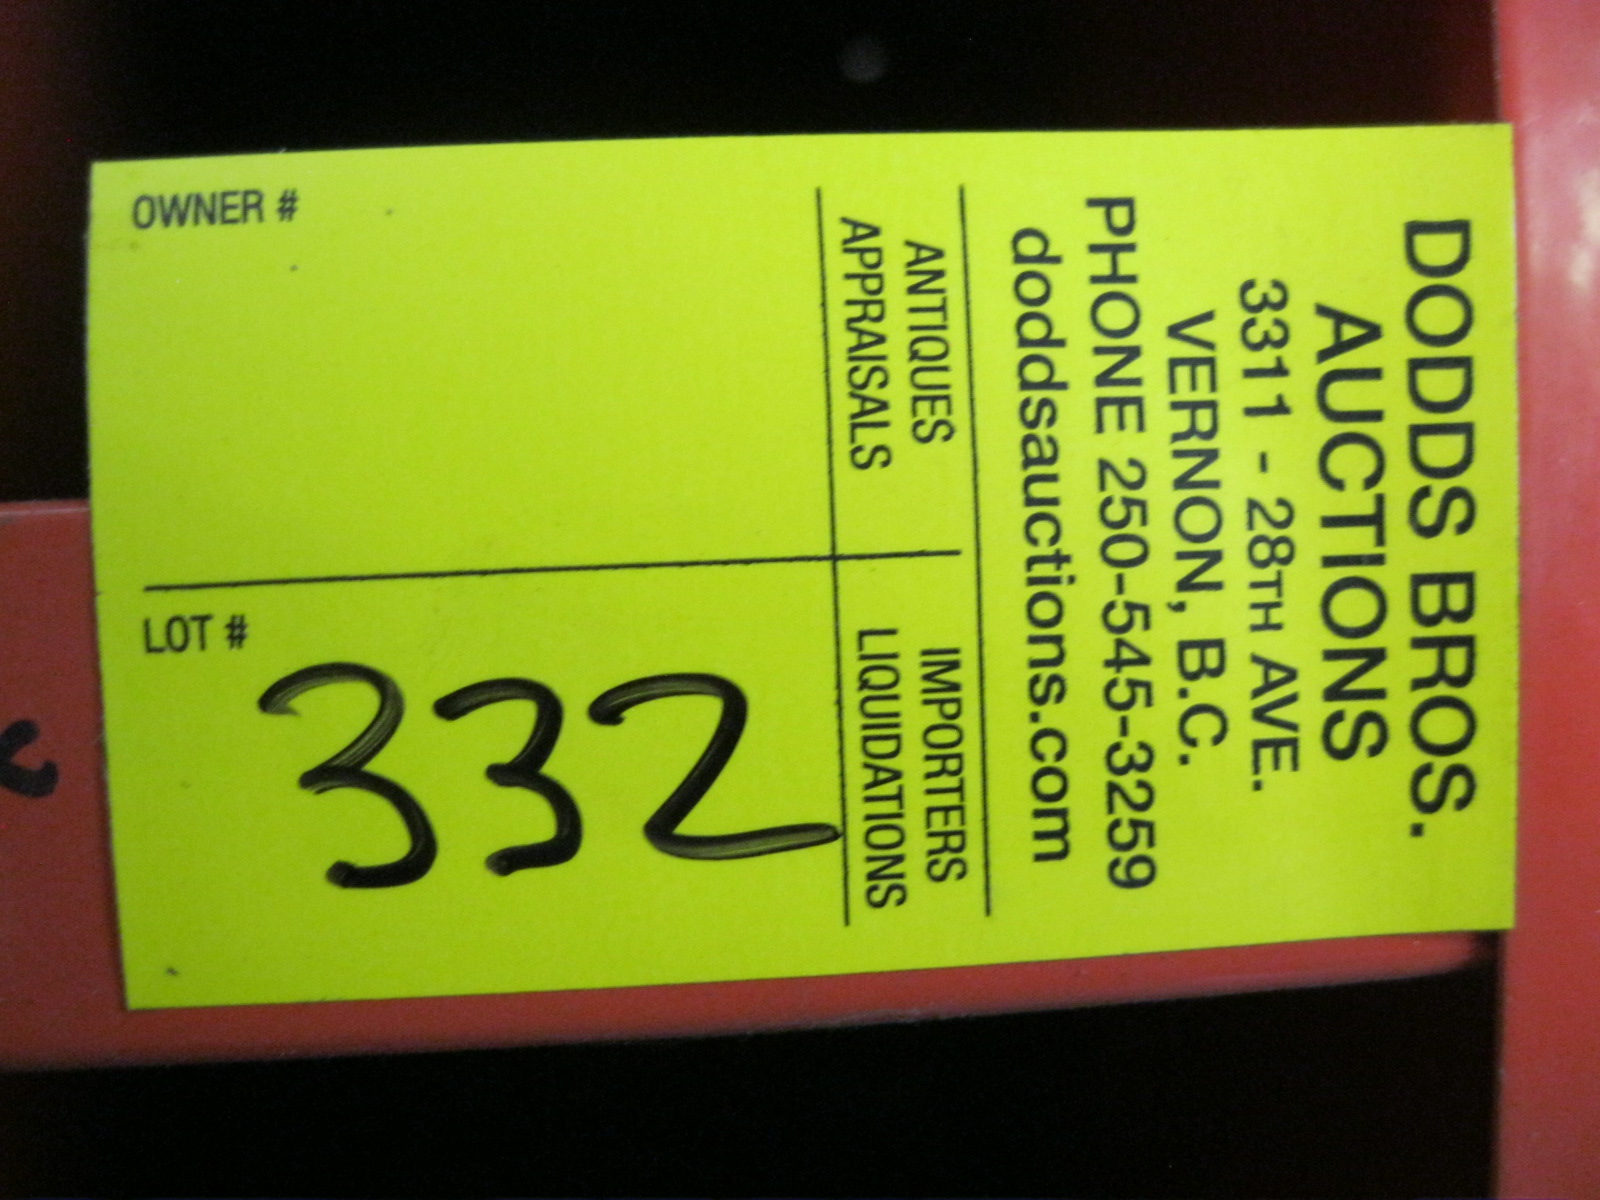 DODDS BROS.
AUCTIONS
3311 - 28TH AVE.
VERNON, B.C.
PHONE 250-545-3259
doddsauctions.com
ANTIQUES
APPRAISALS
IMPORTERS
LIQUIDATIONS
OWNER #
LOT #
332